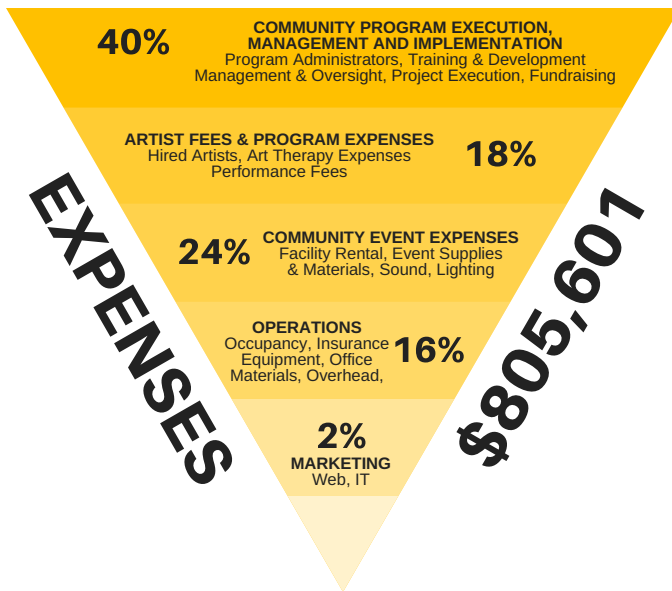 40%
COMMUNITY PROGRAM EXECUTION,
MANAGEMENT AND IMPLEMENTATION
Program Administrators, Training & Development
Management & Oversight, Project Execution, Fundraising
ARTIST FEES & PROGRAM EXPENSES
Hired Artists, Art Therapy Expenses
Performance Fees
18%
24%
COMMUNITY EVENT EXPENSES
Facility Rental, Event Supplies
& Materials, Sound, Lighting
OPERATIONS
Occupancy, Insurance
Equipment, Office
Materials, Overhead,
16%
2%
MARKETING
Web, IT
EXPENSES
$805,601